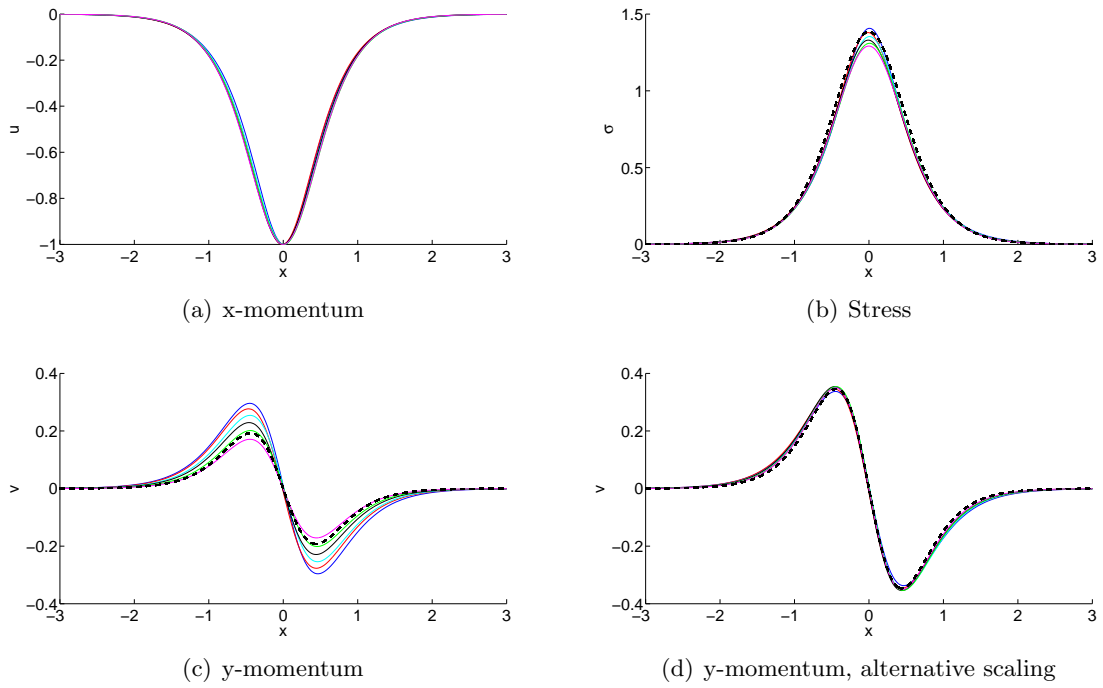 0
−0.2
−0.4
−0.6
−0.8
−1
−3 −2 −1 0 1 2 3
x
u
(a) x-momentum
1.5
1
0.5
0
−3 −2 −1 0 1 2 3
x
σ
(b) Stress
0.4
0.2
0
−0.2
−0.4
−3 −2 −1 0 1 2 3
x
v
(c) y-momentum
0.4
0.2
0
−0.2
−0.4
−3 −2 −1 0 1 2 3
x
v
(d) y-momentum, alternative scaling